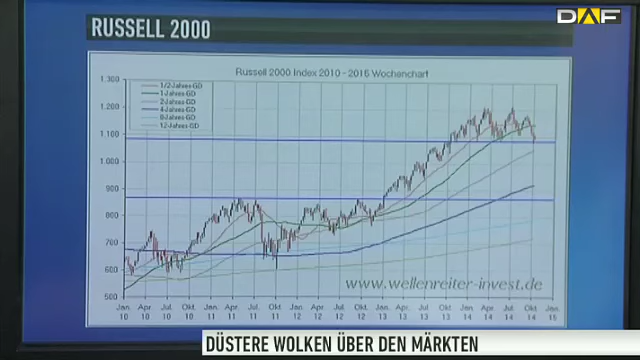 DAF
RUSSELL 2000
Russell 2000 Index 2010 - 2015 Wochenchart
1/2-Jahres-GD
1-Jahres-GD
2-Jahres-GD
4-Jahres-GD
8-Jahres-GD
12-Jahres-GD
1.300
1.200
1.100
1.000
900
800
700
600
500
Jan. Apr. Jul. Okt. Jan. Apr. Jul. Okt. Jan. Apr. Jul. Okt. Jan. Apr. Jul. Okt. Jan. Apr. Jul. Okt. Jan.
10 10 10 10 11 11 11 11 12 12 12 12 13 13 13 13 14 14 14 14 15
www.wellenreiter-invest.de
DÜSTERE WOLKEN ÜBER DEN MÄRKTEN